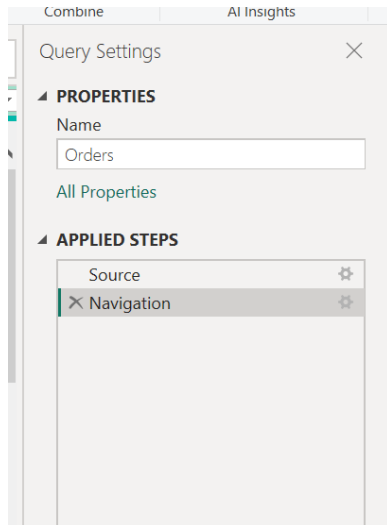 Combine
AI Insights
Query Settings
PROPERTIES
Name
Orders
All Properties
APPLIED STEPS
Source
Navigation